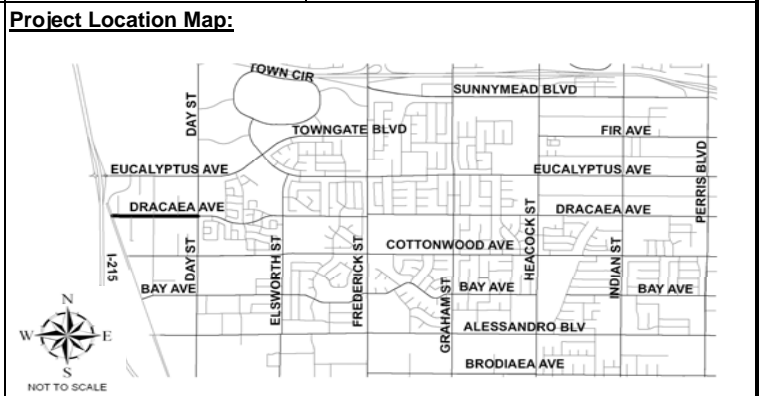 Project Location Map:
TOWN CIR
SUNNYMEAD BLVD
DAY ST
TOWNGATE BLVD
FIR AVE
EUCALYPTUS AVE
EUCALYPTUS AVE
PERRIS BLVD
DRACAEA AVE
DRACAEA AVE
HEACOCK ST
COTTONWOOD AVE
I-215
DAY ST
ELSWORTH ST
FREDERICK ST
INDIAN ST
BAY AVE
BAY AVE
BAY AVE
GRAHAM ST
N
W
E
S
ALESSANDRO BLV
BRODIAEA AVE
NOT TO SCALE